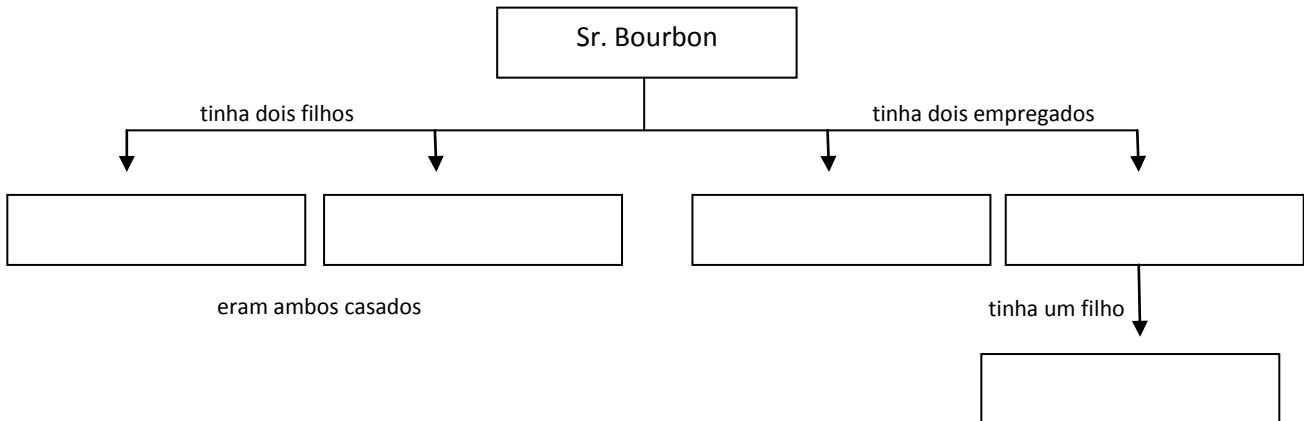 Sr. Bourbon
tinha dois filhos
tinha dois empregados
eram ambos casados
tinha um filho